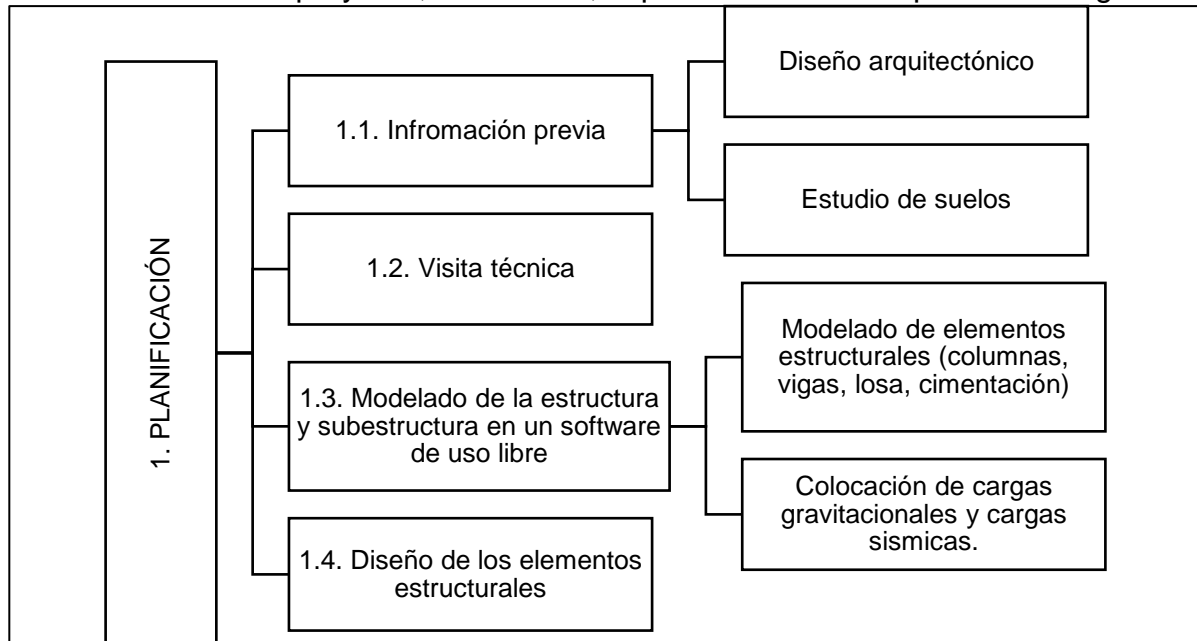 1. PLANIFICACIÓN
1.1. Infromación previa
Diseño arquitectónico
Estudio de suelos
1.2. Visita técnica
1.3. Modelado de la estructura
y subestructura en un software
de uso libre
Modelado de elementos
estructurales (columnas,
vigas, losa, cimentación)
Colocación de cargas
gravitacionales y cargas
sismicas.
1.4. Diseño de los elementos
estructurales